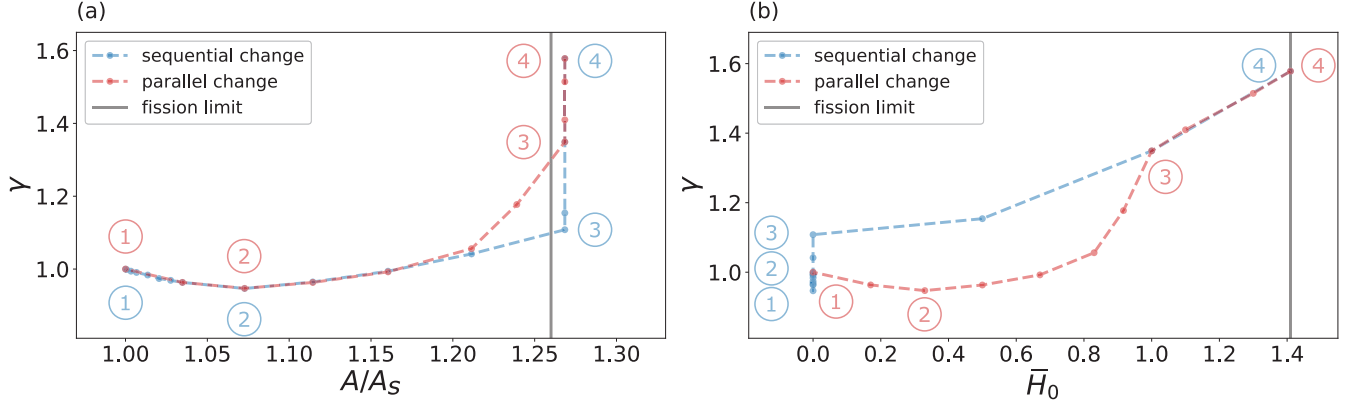 (a)
sequential change
parallel change
fission limit
1.6
1.4
1.2
1.0
γ
1
1
2
2
3
3
4
4
1.00 1.05 1.10 1.15 1.20 1.25 1.30
A/A_S
(b)
sequential change
parallel change
fission limit
1.6
1.4
1.2
1.0
γ
3
2
1
1
2
3
4
4
0.0 0.2 0.4 0.6 0.8 1.0 1.2 1.4
H̅₀